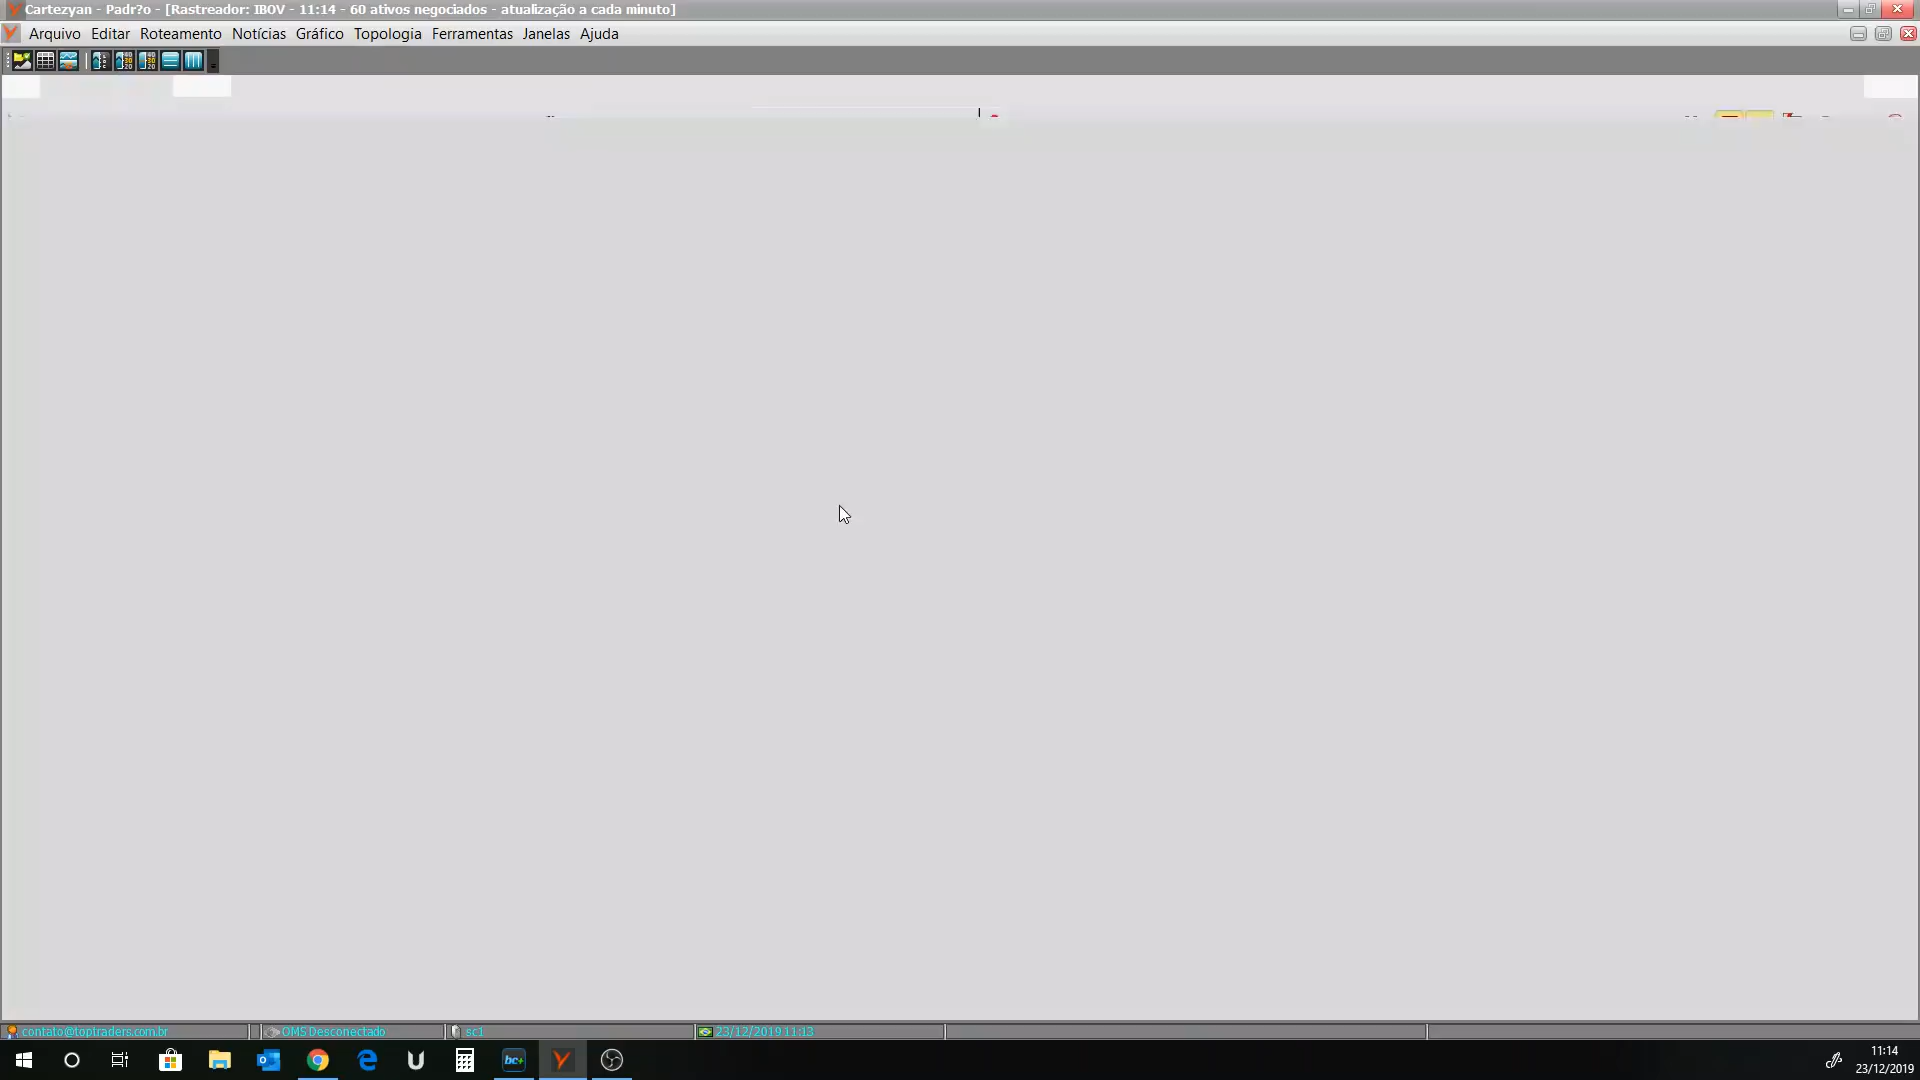 Cartezyan - Padr?o - [Rastreador: IBOV - 11:14 - 60 ativos negociados - atualização a cada minuto]
Arquivo Editar Roteamento Notícias Gráfico Topologia Ferramentas Janelas Ajuda
contato@toptraders.com.br OMS Desconectado sc1 23/12/2019 11:13
bc+
11:14
23/12/2019